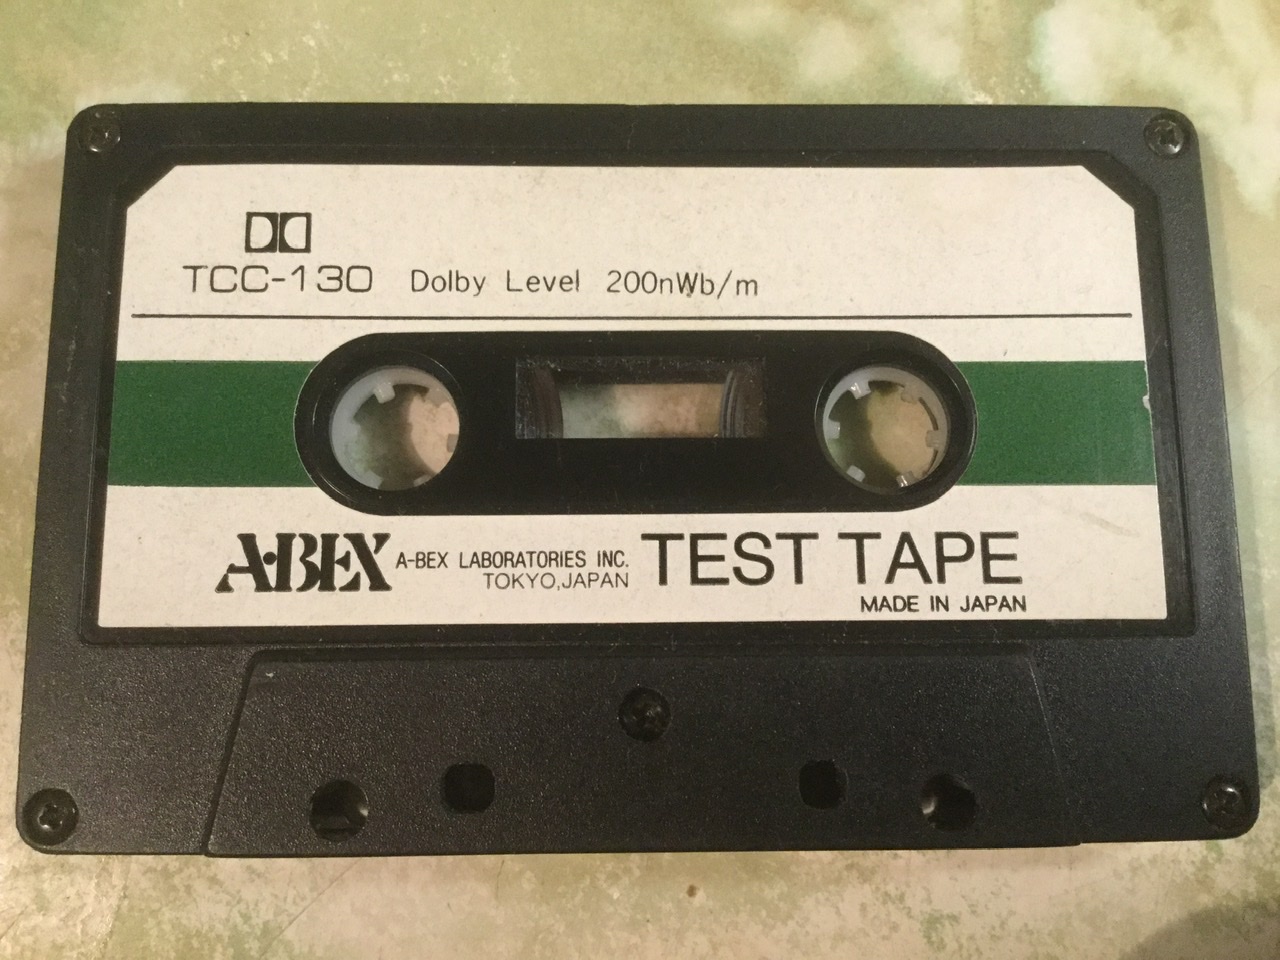 TCC-130 Dolby Level 200nWb/m
A·BEX A-BEX LABORATORIES INC.
TOKYO,JAPAN
TEST TAPE
MADE IN JAPAN